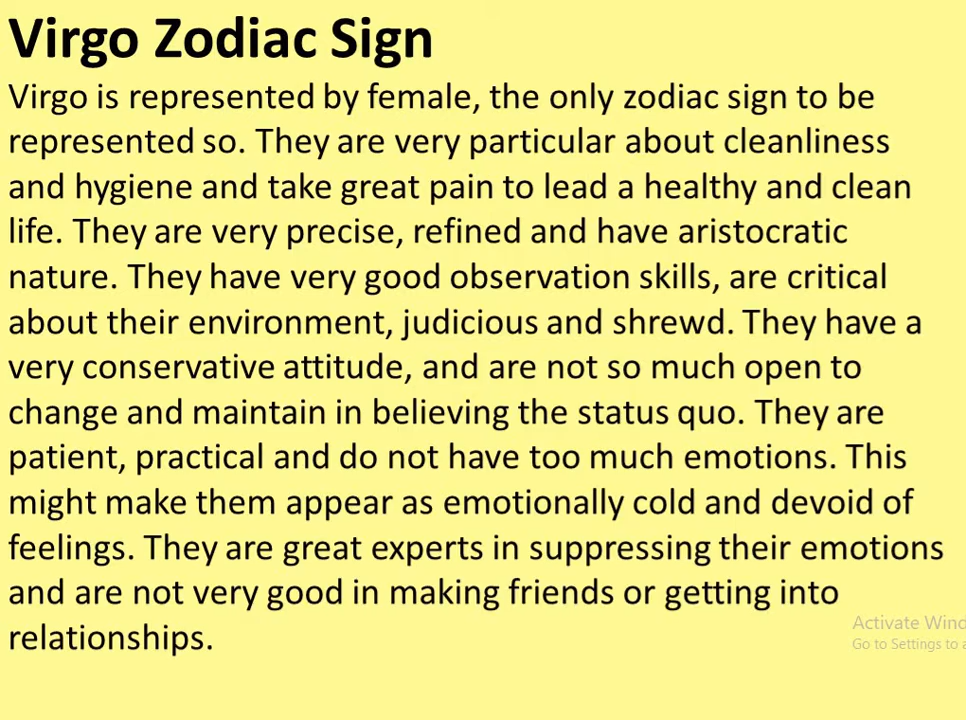 Virgo Zodiac Sign
Virgo is represented by female, the only zodiac sign to be
represented so. They are very particular about cleanliness
and hygiene and take great pain to lead a healthy and clean
life. They are very precise, refined and have aristocratic
nature. They have very good observation skills, are critical
about their environment, judicious and shrewd. They have a
very conservative attitude, and are not so much open to
change and maintain in believing the status quo. They are
patient, practical and do not have too much emotions. This
might make them appear as emotionally cold and devoid of
feelings. They are great experts in suppressing their emotions
and are not very good in making friends or getting into
relationships.
Activate Wind
Go to Settings to a